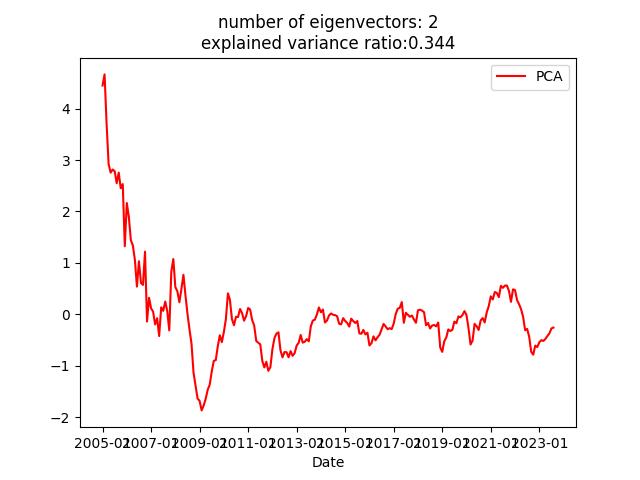 number of eigenvectors: 2
explained variance ratio:0.344
PCA
4
3
2
1
0
−1
−2
2005-01 2007-01 2009-01 2011-01 2013-01 2015-01 2017-01 2019-01 2021-01 2023-01
Date